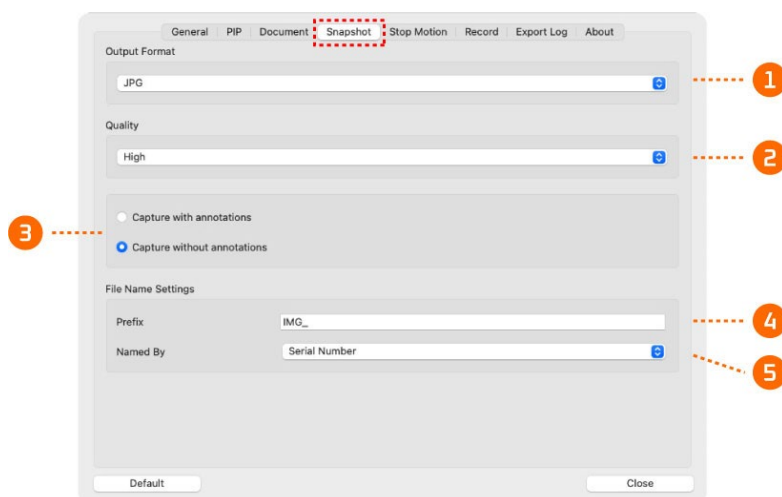 General PIP Document Snapshot Stop Motion Record Export Log About
Output Format
JPG
1
Quality
High
2
Capture with annotations
3
Capture without annotations
File Name Settings
Prefix IMG_
4
Named By Serial Number
5
Default Close